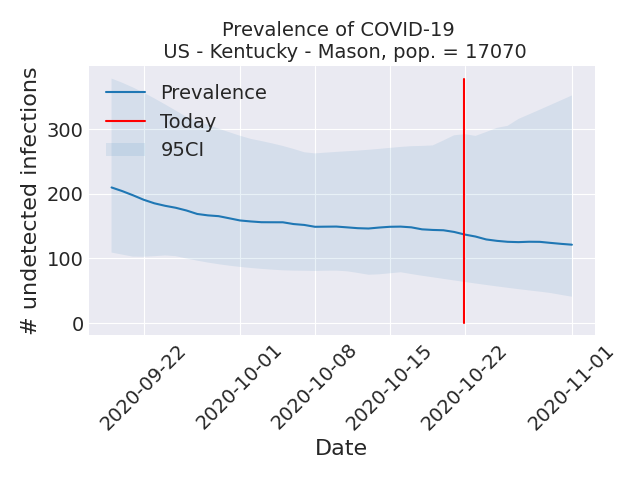 Prevalence of COVID-19
US - Kentucky - Mason, pop. = 17070
# undetected infections
300
200
100
0
Prevalence
Today
95CI
2020-09-22
2020-10-01
2020-10-08
2020-10-15
2020-10-22
2020-11-01
Date